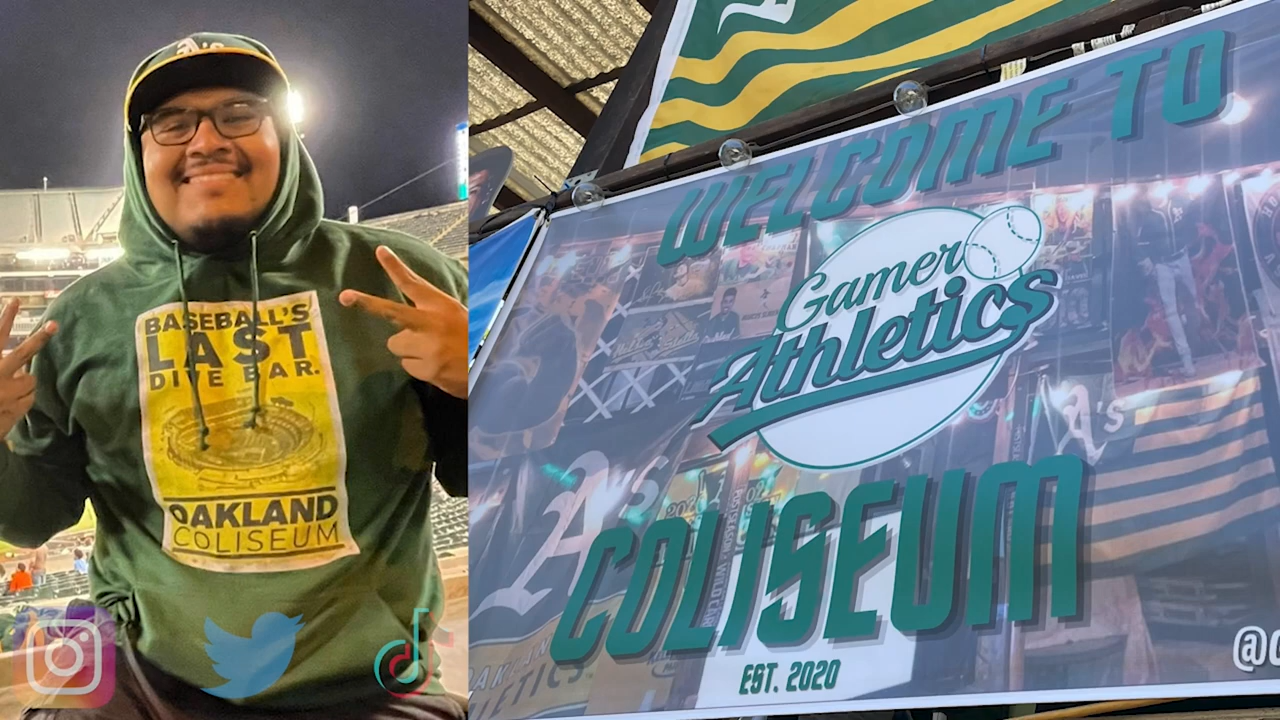 A's
BASEBALL'S
LAST
DIVE BAR.
OAKLAND
COLISEUM
WELCOME TO
Gamer
Athletics
A's
A's
COLISEUM
EST. 2020